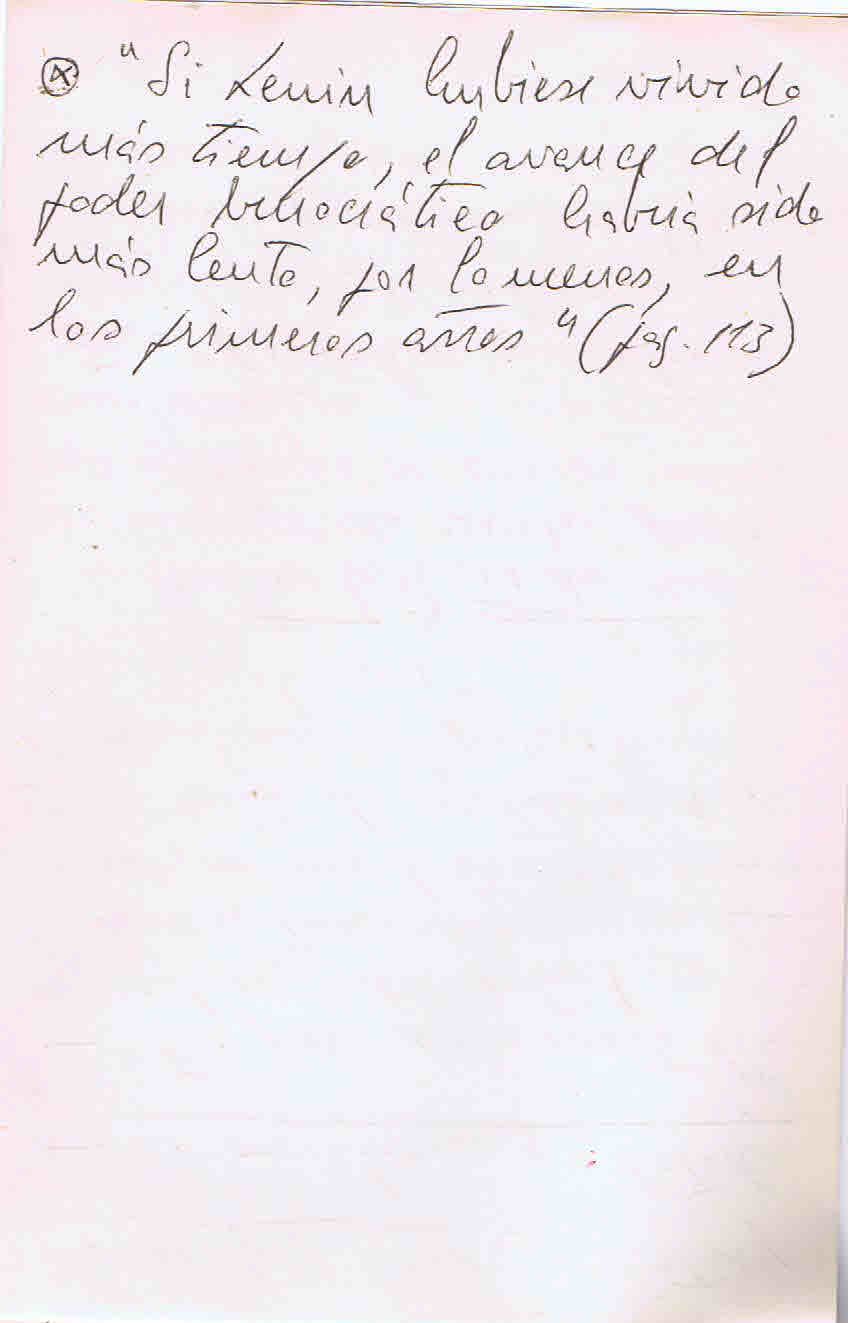 ⓧ "Si Lenin hubiese vivido
más tiempo, el avance del
poder burocrático habría sido
más lento, por lo menos, en
los primeros años" (pág. 113)